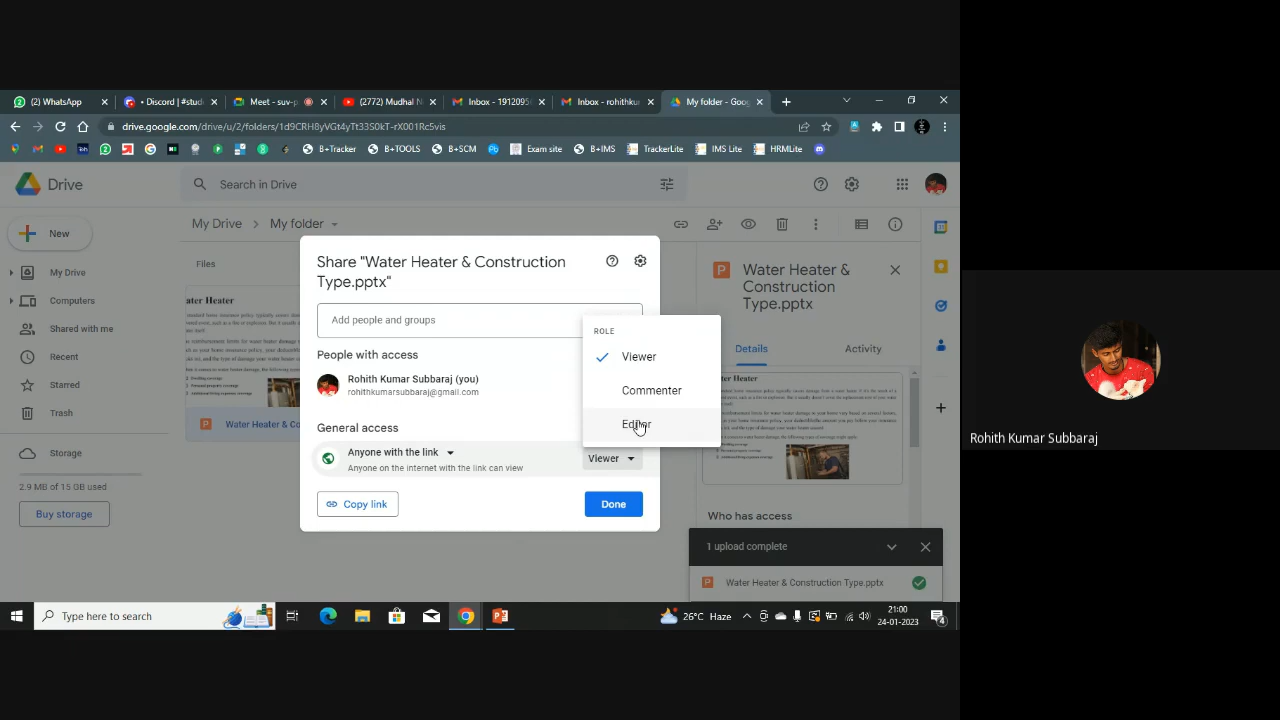 (2) WhatsApp
• Discord | #stud
Meet - suv-p
(2772) Mudhal N
Inbox - 1912095
Inbox - rohithku
My folder - Goog
drive.google.com/drive/u/2/folders/1d9CRH8yVGt4yTt33S0kT-rX001Rc5vis
B+Tracker
B+TOOLS
B+SCM
Exam site
B+IMS
TrackerLite
IMS Lite
HRMLite
Drive
Search in Drive
New
My Drive
My folder
My Drive
Computers
Shared with me
Recent
Starred
Trash
Storage
2.9 MB of 15 GB used
Buy storage
Files
ater Heater
Water Heater & C
Share "Water Heater & Construction
Type.pptx"
Add people and groups
People with access
Rohith Kumar Subbaraj (you)
rohithkumarsubbaraj@gmail.com
General access
Anyone with the link
Anyone on the internet with the link can view
Viewer
Copy link
Done
ROLE
Viewer
Commenter
Editor
Water Heater &
Construction
Type.pptx
Details
Activity
Who has access
1 upload complete
Water Heater & Construction Type.pptx
Type here to search
26°C Haze
21:00
24-01-2023
4
Rohith Kumar Subbaraj